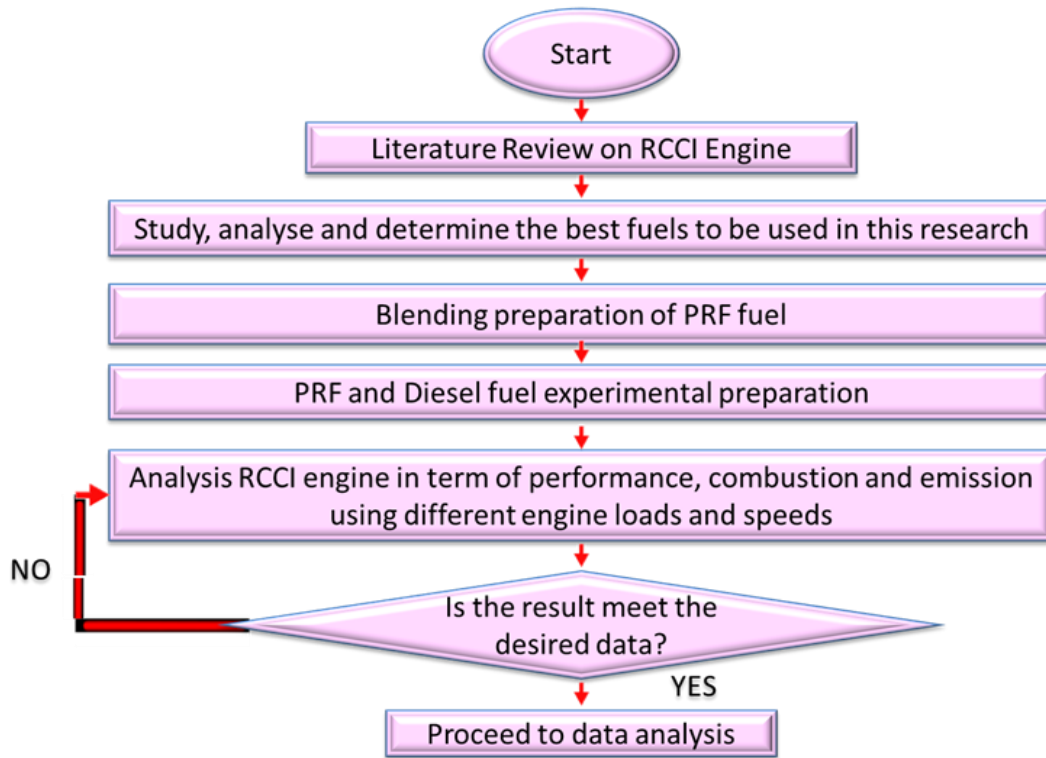 Start
Literature Review on RCCI Engine
Study, analyse and determine the best fuels to be used in this research
Blending preparation of PRF fuel
PRF and Diesel fuel experimental preparation
Analysis RCCI engine in term of performance, combustion and emission
using different engine loads and speeds
NO
Is the result meet the
desired data?
YES
Proceed to data analysis